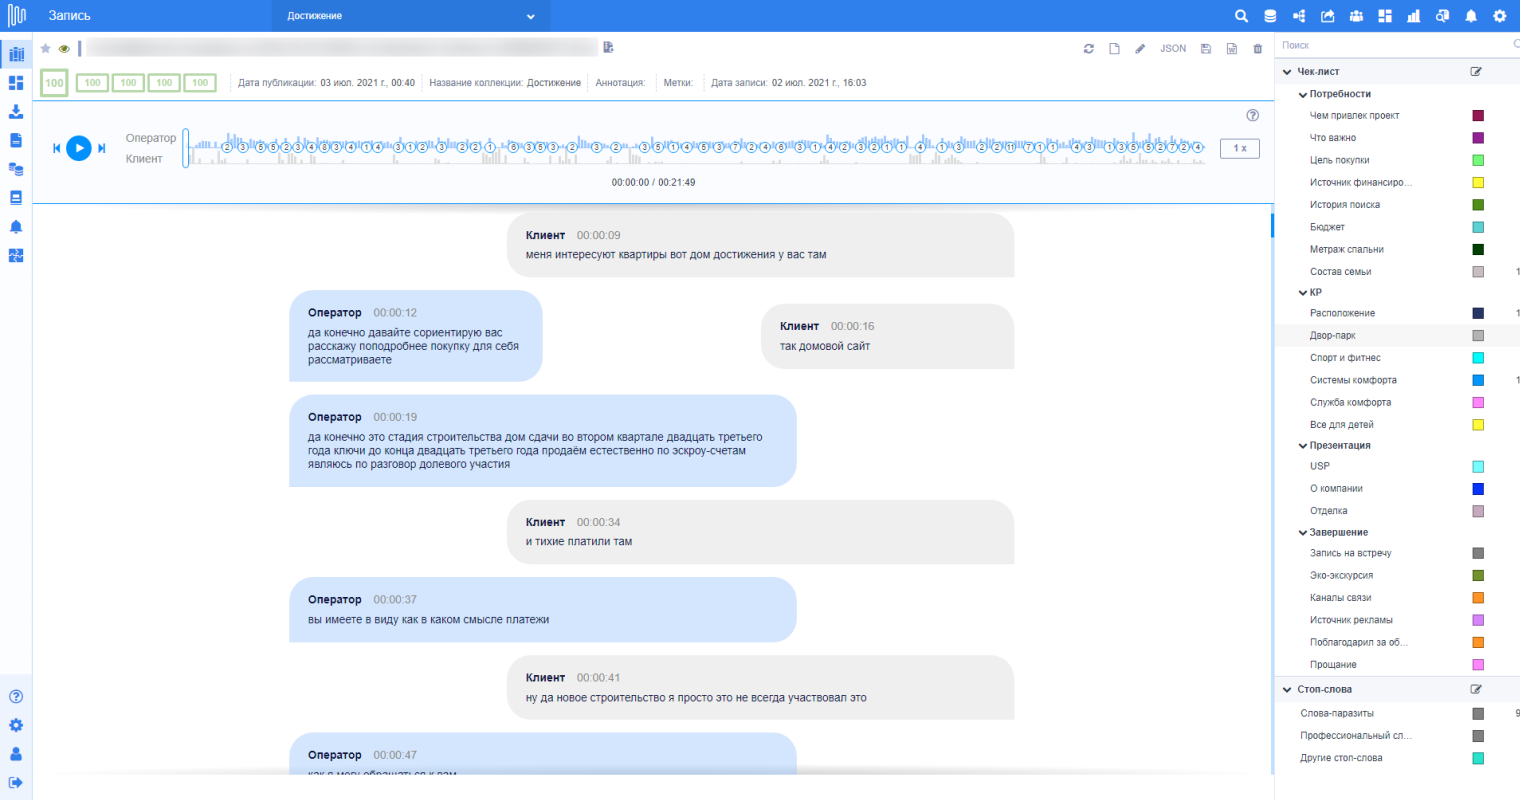 Запись
Достижение
JSON
100 100 100 100 100
Дата публикации: 03 июл. 2021 г., 00:40 Название коллекции: Достижение Аннотация: Метки: Дата записи: 02 июл. 2021 г., 16:03
Оператор
Клиент
1 x
00:00:00 / 00:21:49
Клиент 00:00:09
меня интересуют квартиры вот дом достижения у вас там
Оператор 00:00:12
да конечно давайте сориентирую вас
расскажу поподробнее покупку для себя
рассматриваете
Клиент 00:00:16
так домовой сайт
Оператор 00:00:19
да конечно это стадия строительства дом сдачи во втором квартале двадцать третьего
года ключи до конца двадцать третьего года продаём естественно по эскроу-счетам
являюсь по разговор долевого участия
Клиент 00:00:34
и тихие платили там
Оператор 00:00:37
вы имеете в виду как в каком смысле платежи
Клиент 00:00:41
ну да новое строительство я просто это не всегда участвовал это
Оператор 00:00:47
как я могу обращаться к вам
Поиск
Чек-лист
Потребности
Чем привлек проект
Что важно
Цель покупки
Источник финансиро...
История поиска
Бюджет
Метраж спальни
Состав семьи
КР
Расположение
Двор-парк
Спорт и фитнес
Системы комфорта
Служба комфорта
Все для детей
Презентация
USP
О компании
Отделка
Завершение
Запись на встречу
Эко-экскурсия
Каналы связи
Источник рекламы
Поблагодарил за об...
Прощание
Стоп-слова
Слова-паразиты
Профессиональный сл...
Другие стоп-слова